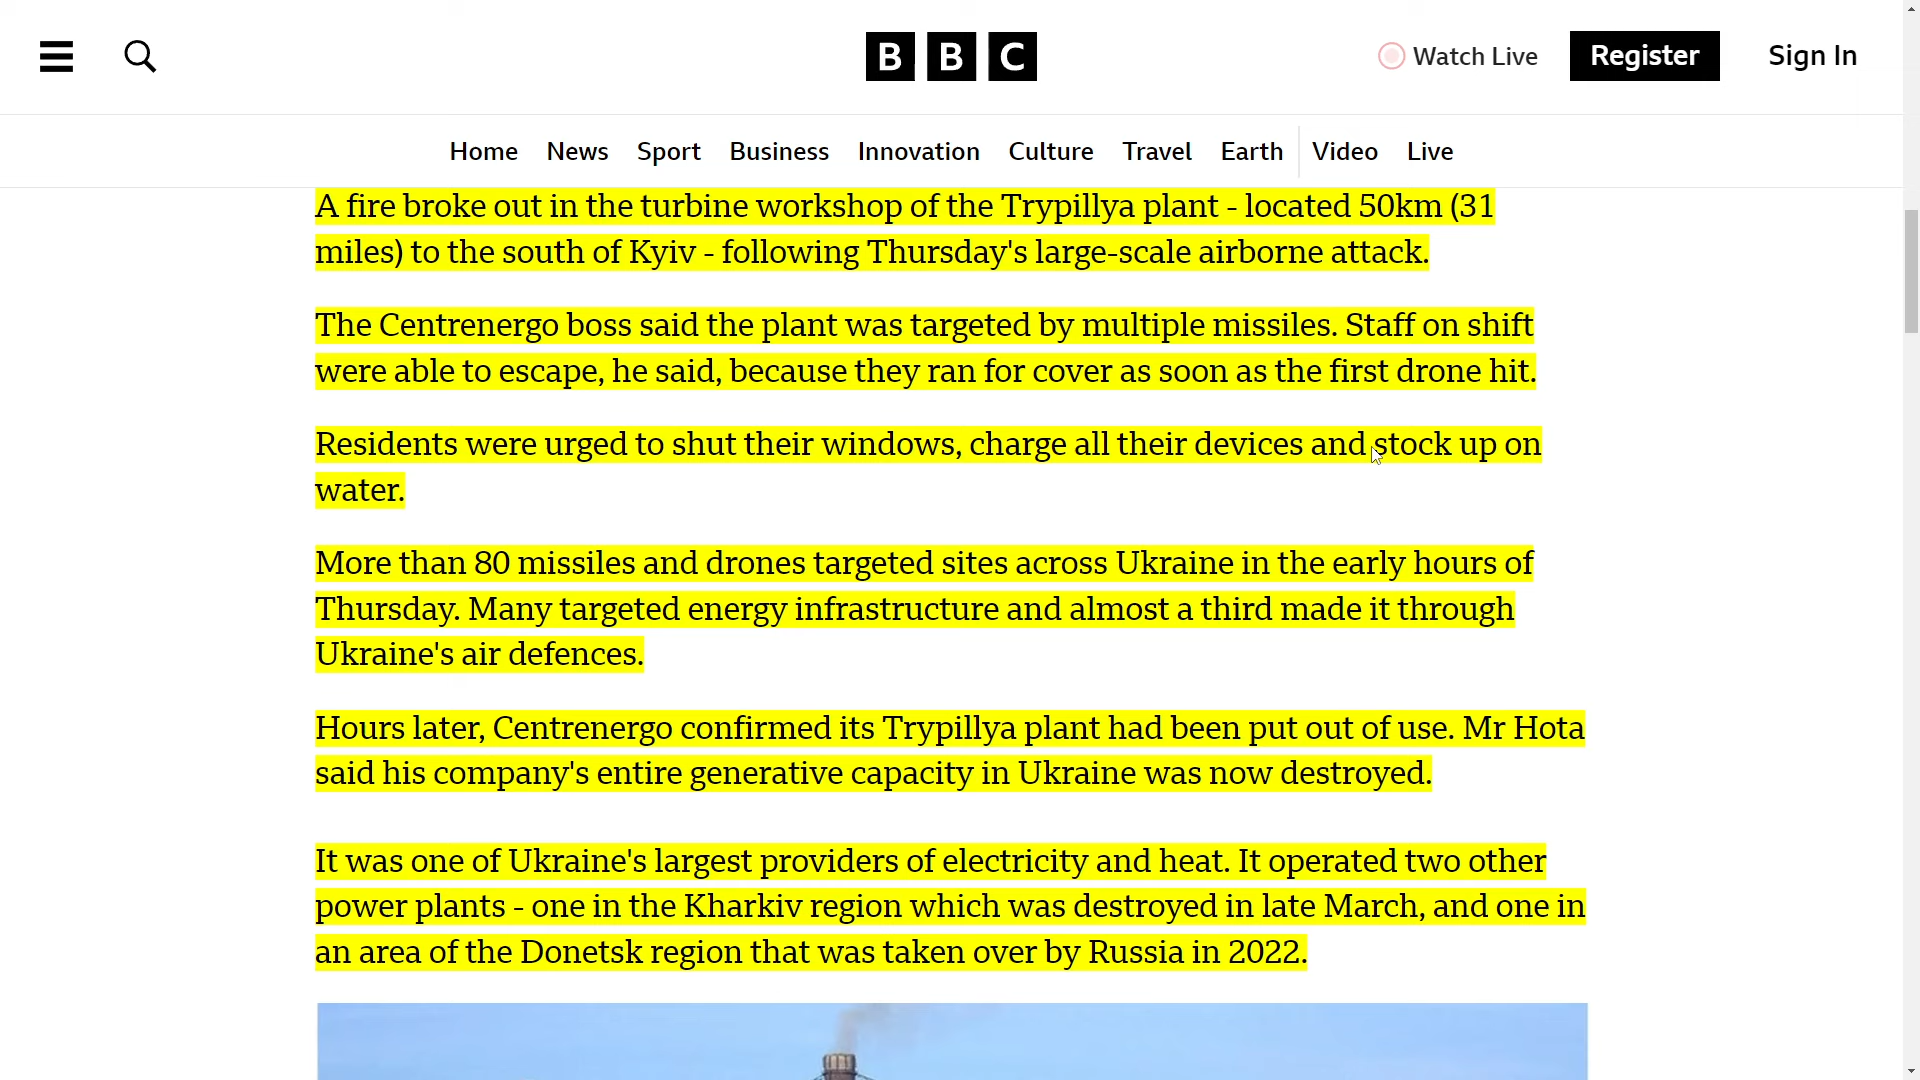 BBC
Watch Live
Register
Sign In
Home News Sport Business Innovation Culture Travel Earth Video Live
A fire broke out in the turbine workshop of the Trypillya plant - located 50km (31
miles) to the south of Kyiv - following Thursday's large-scale airborne attack.
The Centrenergo boss said the plant was targeted by multiple missiles. Staff on shift
were able to escape, he said, because they ran for cover as soon as the first drone hit.
Residents were urged to shut their windows, charge all their devices and stock up on
water.
More than 80 missiles and drones targeted sites across Ukraine in the early hours of
Thursday. Many targeted energy infrastructure and almost a third made it through
Ukraine's air defences.
Hours later, Centrenergo confirmed its Trypillya plant had been put out of use. Mr Hota
said his company's entire generative capacity in Ukraine was now destroyed.
It was one of Ukraine's largest providers of electricity and heat. It operated two other
power plants - one in the Kharkiv region which was destroyed in late March, and one in
an area of the Donetsk region that was taken over by Russia in 2022.